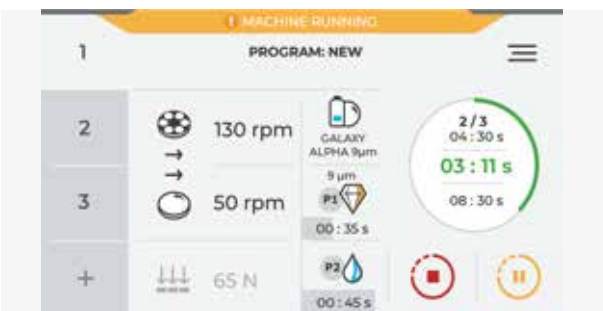 ! MACHINE RUNNING
1
PROGRAM: NEW
2
130 rpm
GALAXY
ALPHA 9µm
2/3
04 : 30 s
03 : 11 s
08 : 30 s
3
50 rpm
9 µm
P1
00 : 35 s
+
65 N
P2
00 : 45 s